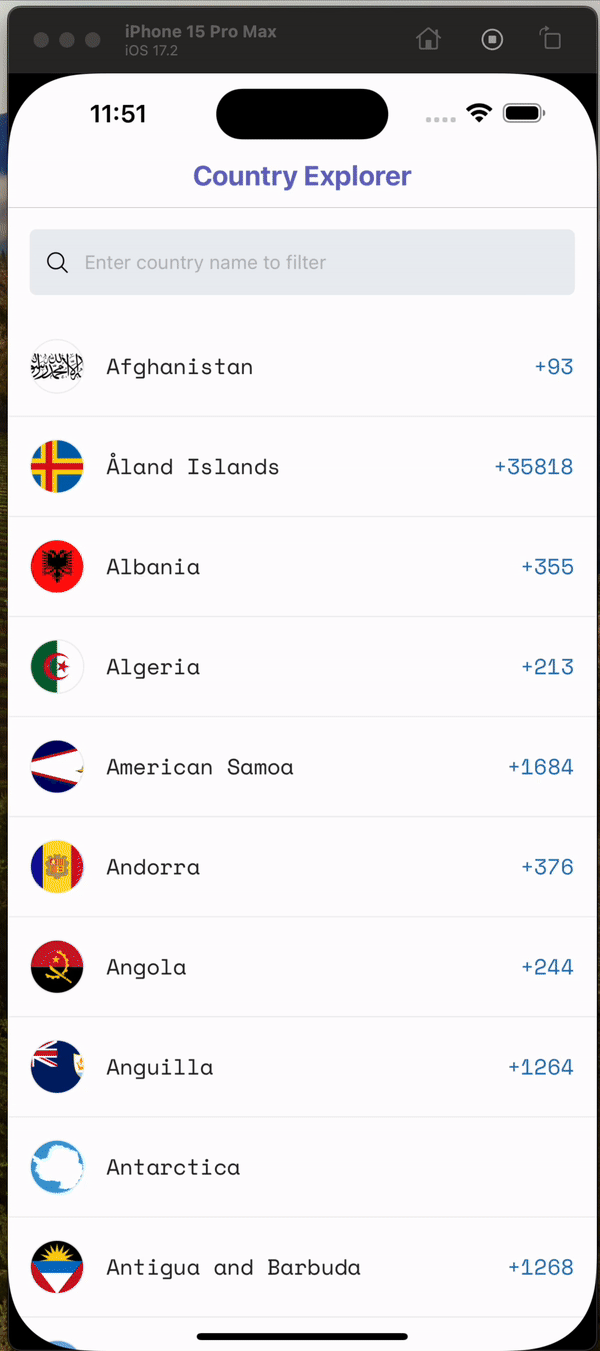 iPhone 15 Pro Max
iOS 17.2
11:51
Country Explorer
Enter country name to filter
Afghanistan +93
Åland Islands +35818
Albania +355
Algeria +213
American Samoa +1684
Andorra +376
Angola +244
Anguilla +1264
Antarctica
Antigua and Barbuda +1268